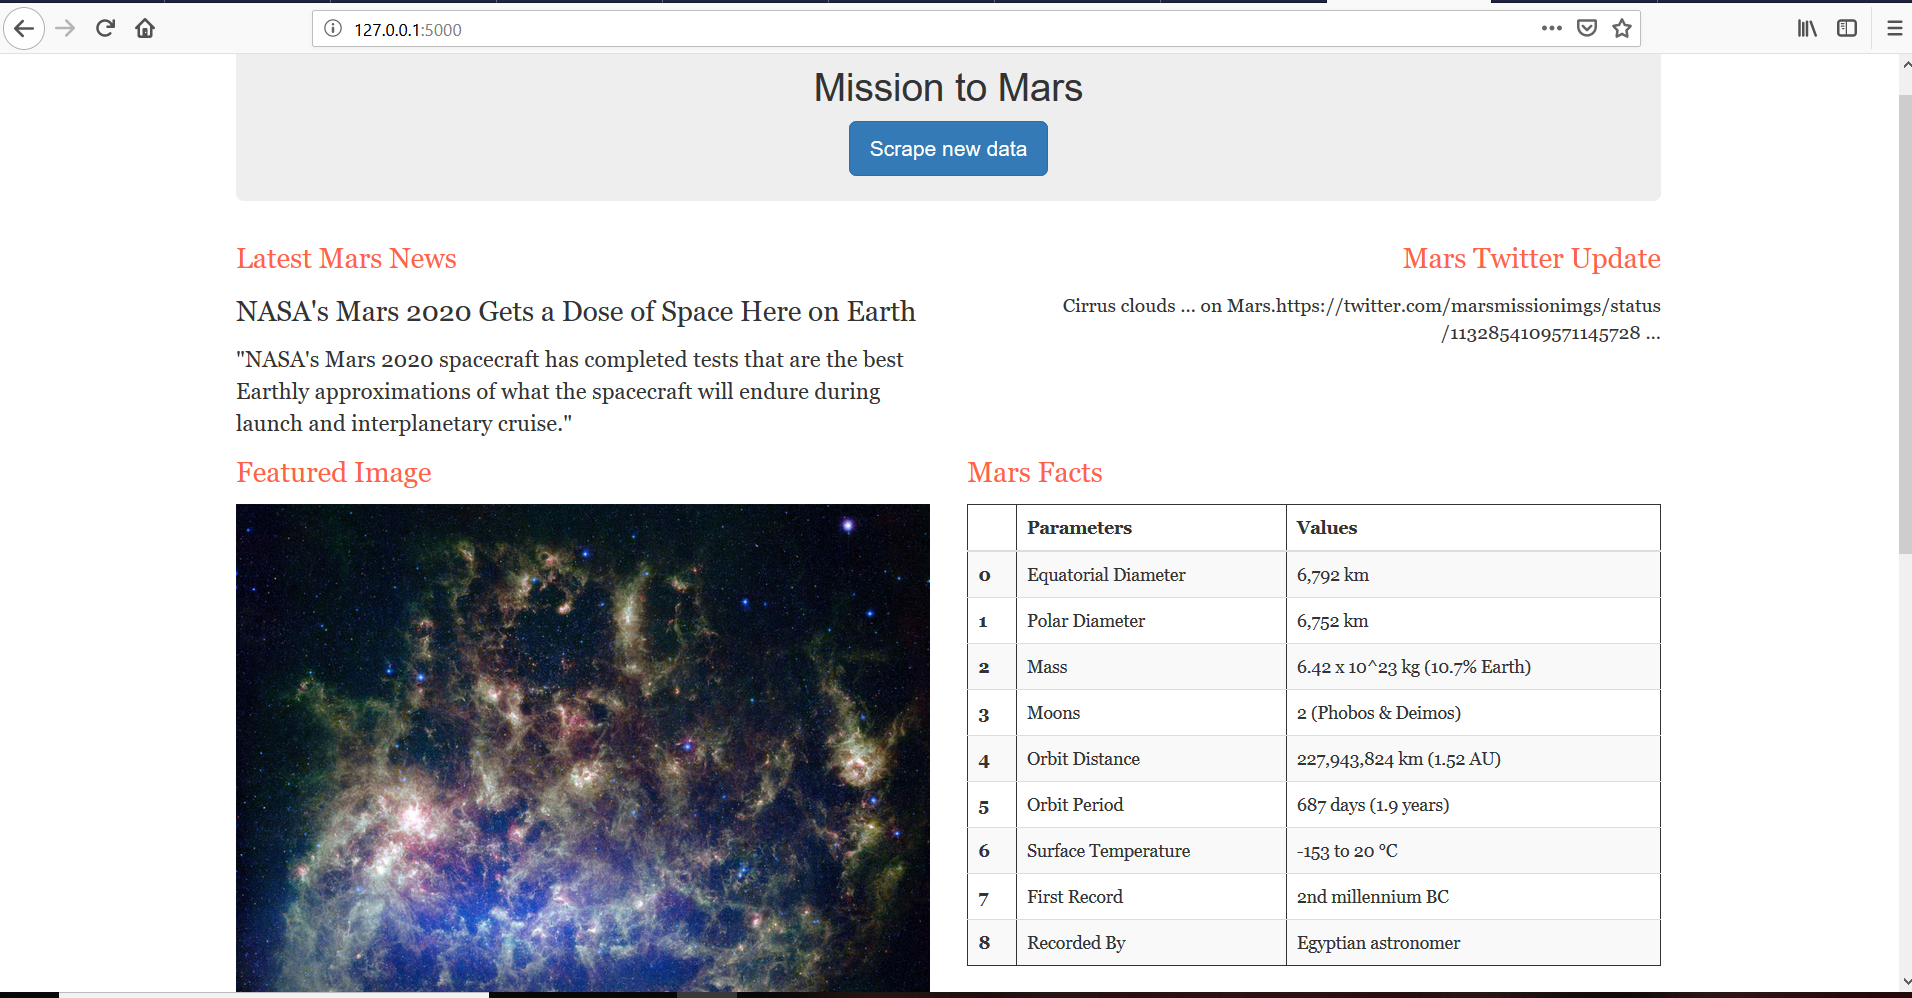 127.0.0.1:5000
Mission to Mars
Scrape new data
Latest Mars News
NASA's Mars 2020 Gets a Dose of Space Here on Earth
"NASA's Mars 2020 spacecraft has completed tests that are the best
Earthly approximations of what the spacecraft will endure during
launch and interplanetary cruise."
Mars Twitter Update
Cirrus clouds ... on Mars.https://twitter.com/marsmissionimgs/status
/1132854109571145728 ...
Featured Image
Mars Facts
Parameters Values
0 Equatorial Diameter 6,792 km
1 Polar Diameter 6,752 km
2 Mass 6.42 x 10^23 kg (10.7% Earth)
3 Moons 2 (Phobos & Deimos)
4 Orbit Distance 227,943,824 km (1.52 AU)
5 Orbit Period 687 days (1.9 years)
6 Surface Temperature -153 to 20 °C
7 First Record 2nd millennium BC
8 Recorded By Egyptian astronomer